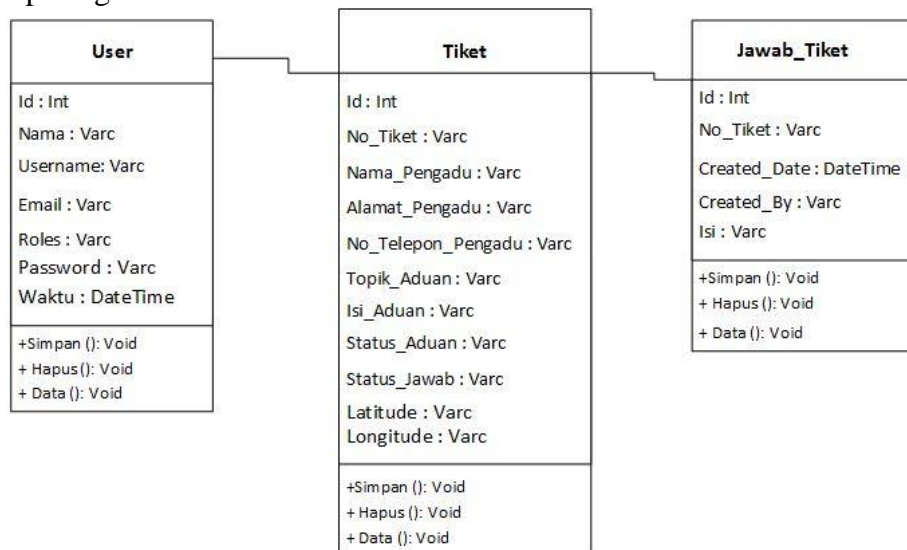 User
Id : Int
Nama : Varc
Username: Varc
Email : Varc
Roles : Varc
Password : Varc
Waktu : DateTime
+Simpan (): Void
+ Hapus(): Void
+ Data (): Void
Tiket
Id : Int
No_Tiket : Varc
Nama_Pengadu : Varc
Alamat_Pengadu : Varc
No_Telepon_Pengadu : Varc
Topik_Aduan : Varc
Isi_Aduan : Varc
Status_Aduan : Varc
Status_Jawab : Varc
Latitude : Varc
Longitude : Varc
+Simpan (): Void
+ Hapus (): Void
+ Data (): Void
Jawab_Tiket
Id : Int
No_Tiket : Varc
Created_Date : DateTime
Created_By : Varc
Isi : Varc
+Simpan (): Void
+ Hapus (): Void
+ Data (): Void